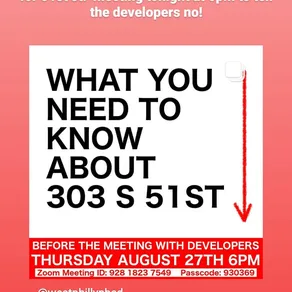 the developers no!
WHAT YOU
NEED TO
KNOW
ABOUT
303 S 51ST
BEFORE THE MEETING WITH DEVELOPERS
THURSDAY AUGUST 27TH 6PM
Zoom Meeting ID: 928 1823 7549 Passcode: 930369